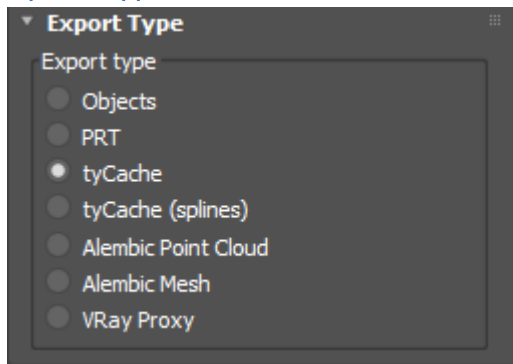 Export Type
Export type
Objects
PRT
tyCache
tyCache (splines)
Alembic Point Cloud
Alembic Mesh
VRay Proxy